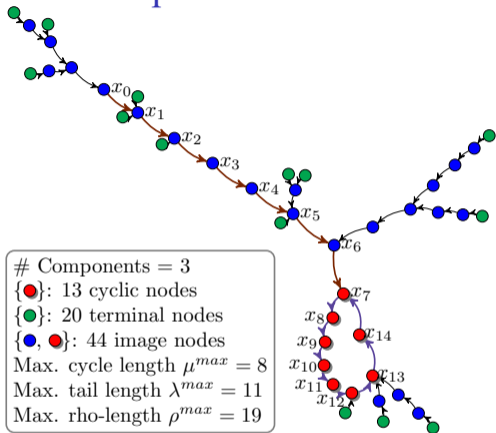 x₀
x₁
x₂
x₃
x₄
x₅
x₆
x₇
x₈
x₉
x₁₀
x₁₁
x₁₂
x₁₃
x₁₄
# Components = 3
{●}: 13 cyclic nodes
{●}: 20 terminal nodes
{●, ●}: 44 image nodes
Max. cycle length μᵐᵃˣ = 8
Max. tail length λᵐᵃˣ = 11
Max. rho-length ρᵐᵃˣ = 19